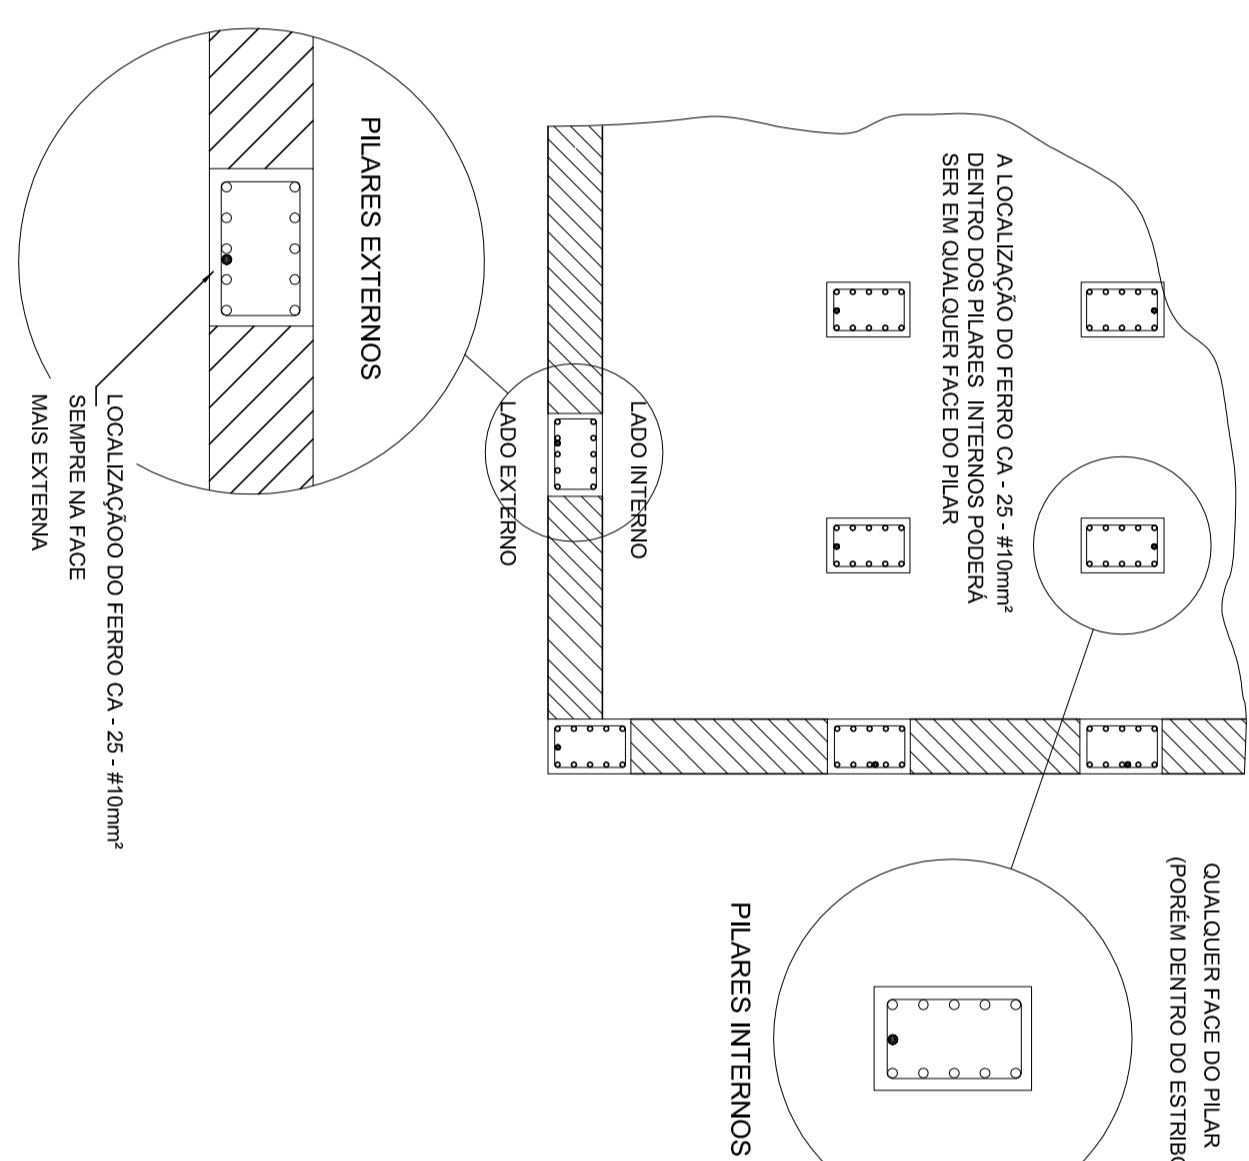 A LOCALIZAÇÃO DO FERRO CA - 25 - #10mm²
DENTRO DOS PILARES INTERNOS PODERÁ
SER EM QUALQUER FACE DO PILAR
QUALQUER FACE DO PILAR
(PORÉM DENTRO DO ESTRIBO
PILARES INTERNOS
LADO INTERNO
LADO EXTERNO
PILARES EXTERNOS
LOCALIZAÇÃOO DO FERRO CA - 25 - #10mm²
SEMPRE NA FACE
MAIS EXTERNA